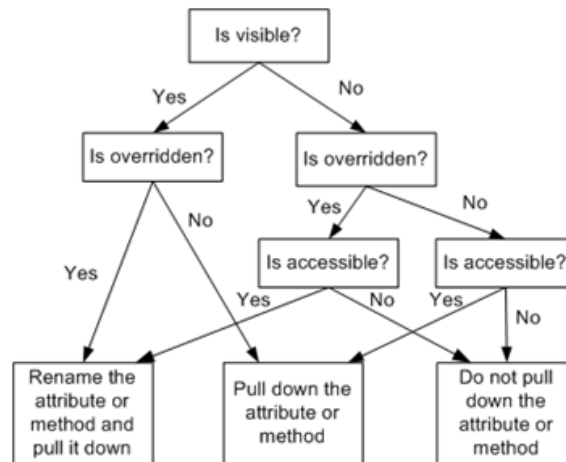 Is visible?
Yes
No
Is overridden?
Is overridden?
Yes
No
Yes
No
Is accessible?
Is accessible?
Yes
No
Yes
No
Rename the
attribute or
method and
pull it down
Pull down the
attribute or
method
Do not pull
down the
attribute or
method